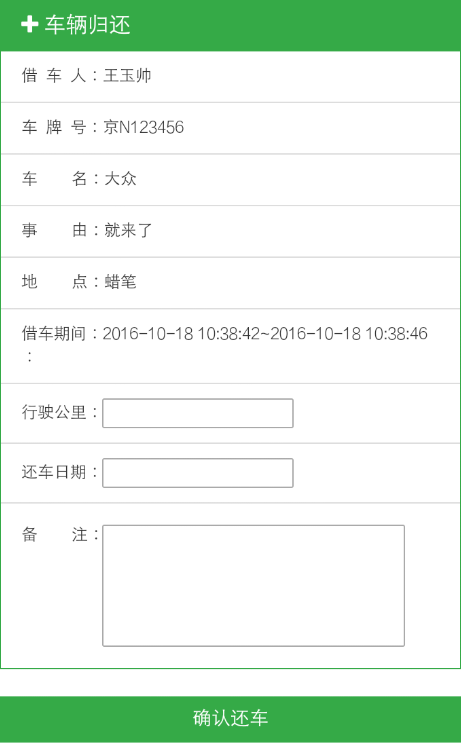 车辆归还
借 车 人：王玉帅
车 牌 号：京N123456
车 名：大众
事 由：就来了
地 点：蜡笔
借车期间：2016-10-18 10:38:42~2016-10-18 10:38:46
：
行驶公里：
还车日期：
备 注：
确认还车